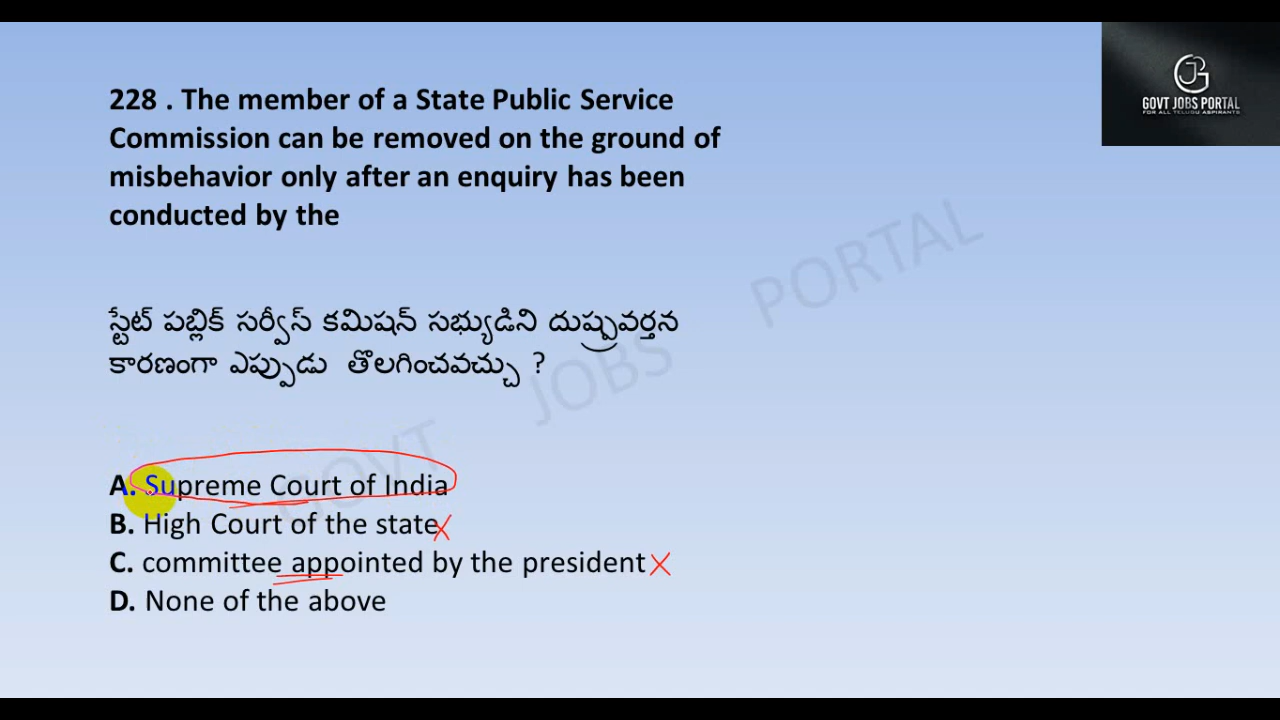 GOVT JOBS PORTAL
FOR ALL TELUGU ASPIRANTS
228 . The member of a State Public Service
Commission can be removed on the ground of
misbehavior only after an enquiry has been
conducted by the
స్టేట్ పబ్లిక్ సర్వీస్ కమిషన్ సభ్యుడిని దుష్ప్రవర్తన
కారణంగా ఎప్పుడు తొలగించవచ్చు ?
A. Supreme Court of India
B. High Court of the state
C. committee appointed by the president
D. None of the above
GOVT JOBS PORTAL